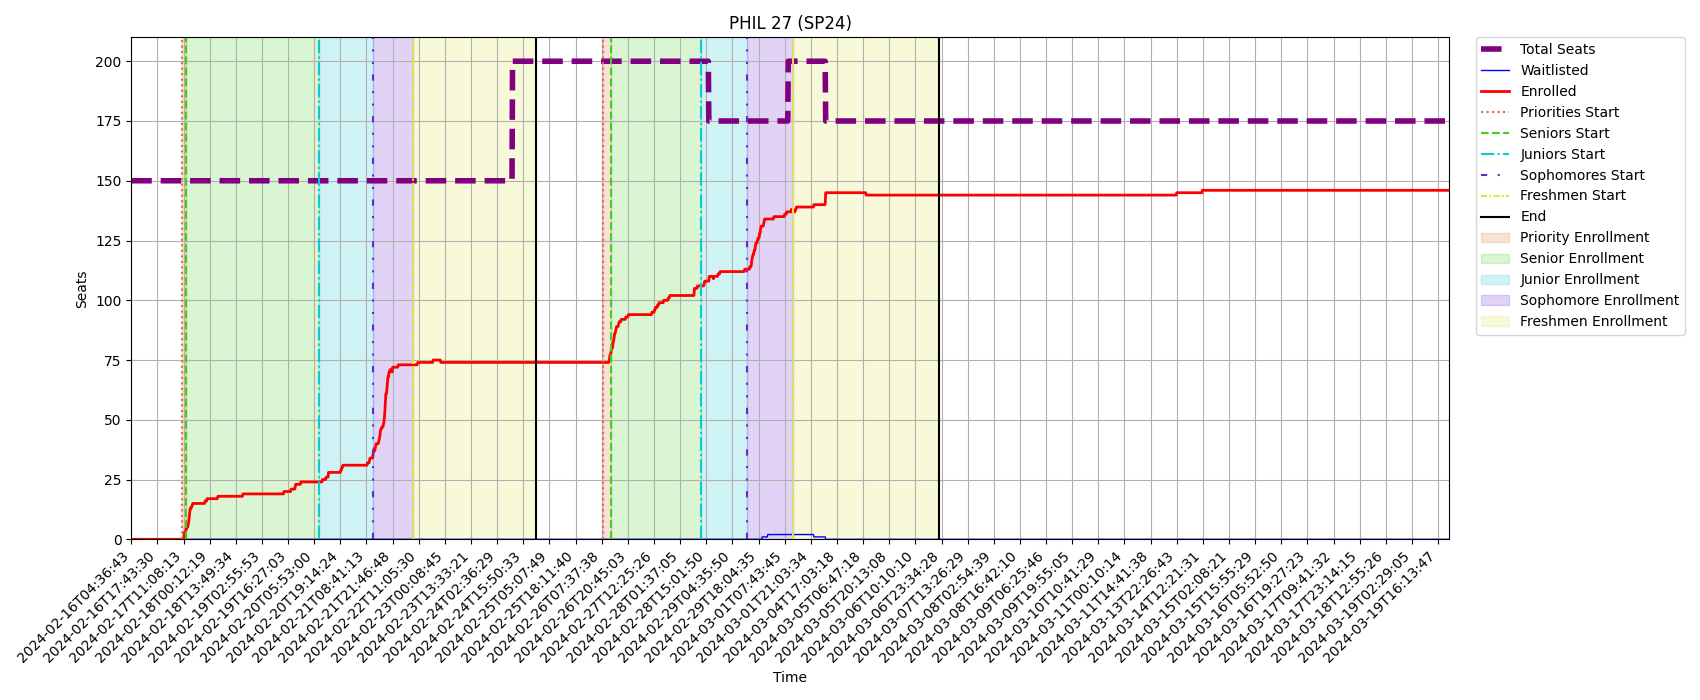 PHIL 27 (SP24)
Seats
200
175
150
125
100
75
50
25
0
2024-02-16T04:36:43
2024-02-16T17:43:30
2024-02-17T11:08:13
2024-02-18T00:12:19
2024-02-18T13:49:34
2024-02-19T02:55:53
2024-02-19T16:27:03
2024-02-20T05:53:00
2024-02-20T19:14:24
2024-02-21T08:41:13
2024-02-21T21:46:48
2024-02-22T11:05:30
2024-02-23T00:08:45
2024-02-23T13:33:21
2024-02-24T02:36:29
2024-02-24T15:50:33
2024-02-25T05:07:49
2024-02-25T18:11:40
2024-02-26T07:37:38
2024-02-26T20:45:03
2024-02-27T12:25:26
2024-02-28T01:37:05
2024-02-28T15:01:50
2024-02-29T04:35:50
2024-02-29T18:04:35
2024-03-01T07:43:45
2024-03-01T21:03:34
2024-03-04T17:03:18
2024-03-05T06:47:18
2024-03-05T20:13:08
2024-03-06T10:10:10
2024-03-06T23:34:28
2024-03-07T13:26:29
2024-03-08T02:54:39
2024-03-08T16:42:10
2024-03-09T06:25:46
2024-03-09T19:55:05
2024-03-10T10:41:29
2024-03-11T00:10:14
2024-03-11T14:41:38
2024-03-13T22:26:43
2024-03-14T12:21:31
2024-03-15T02:08:21
2024-03-15T15:55:29
2024-03-16T05:52:50
2024-03-16T19:27:23
2024-03-17T09:41:32
2024-03-17T23:14:15
2024-03-18T12:55:26
2024-03-19T02:29:05
2024-03-19T16:13:47
Time
Total Seats
Waitlisted
Enrolled
Priorities Start
Seniors Start
Juniors Start
Sophomores Start
Freshmen Start
End
Priority Enrollment
Senior Enrollment
Junior Enrollment
Sophomore Enrollment
Freshmen Enrollment